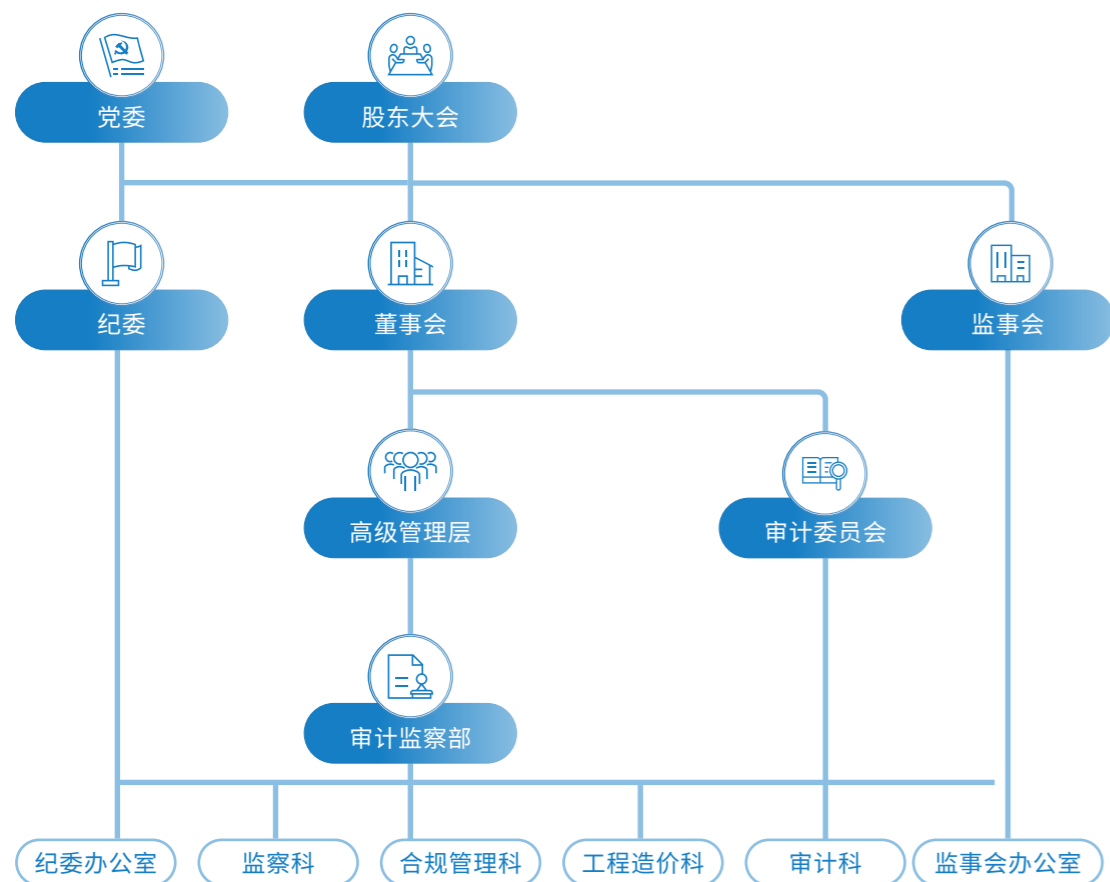 党委
股东大会
纪委
董事会
监事会
高级管理层
审计委员会
审计监察部
纪委办公室
监察科
合规管理科
工程造价科
审计科
监事会办公室